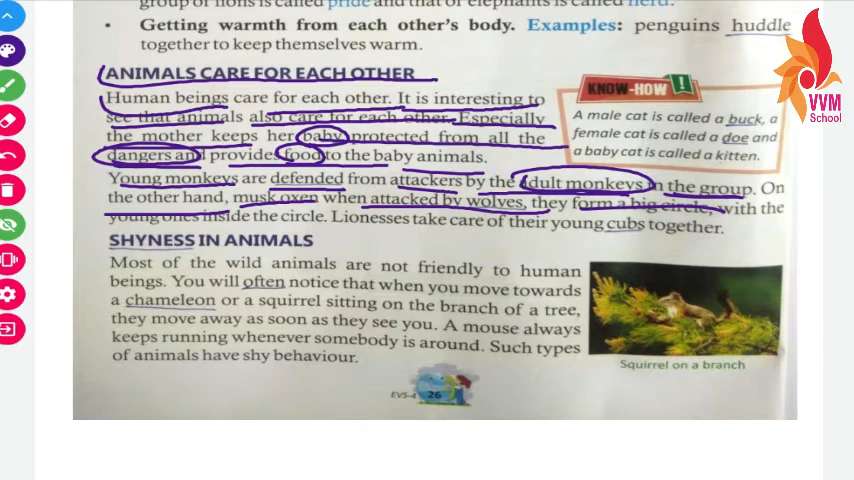 group of lions is called pride and that of elephants is called herd.
• Getting warmth from each other's body. Examples: penguins huddle
together to keep themselves warm.
ANIMALS CARE FOR EACH OTHER
Human beings care for each other. It is interesting to
see that animals also care for each other. Especially
the mother keeps her baby protected from all the
dangers and provides food to the baby animals.
KNOW-HOW !
A male cat is called a buck, a
female cat is called a doe and
a baby cat is called a kitten.
Young monkeys are defended from attackers by the adult monkeys in the group. On
the other hand, musk oxen when attacked by wolves, they form a big circle, with the
young ones inside the circle. Lionesses take care of their young cubs together.
SHYNESS IN ANIMALS
Most of the wild animals are not friendly to human
beings. You will often notice that when you move towards
a chameleon or a squirrel sitting on the branch of a tree,
they move away as soon as they see you. A mouse always
keeps running whenever somebody is around. Such types
of animals have shy behaviour.
Squirrel on a branch
EVS-4 26
VVM
School